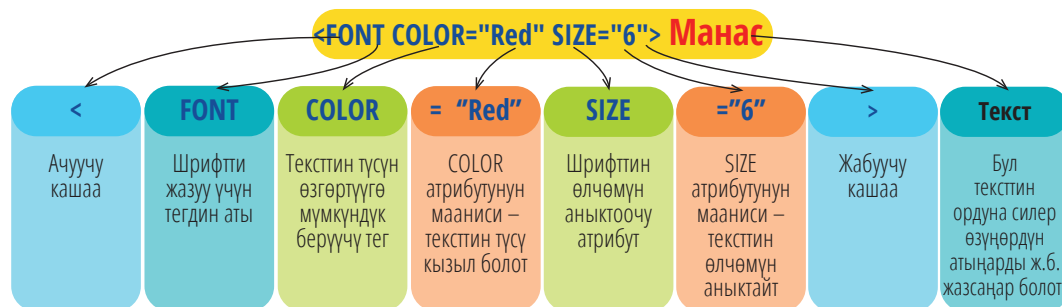 <FONT COLOR="Red" SIZE="6"> Манас
<
Ачуучу
кашаа
FONT
Шрифтти
жазуу үчүн
тегдин аты
COLOR
Тексттин түсүн
өзгөртүүгө
мүмкүндүк
берүүчү тег
= “Red”
COLOR
атрибутунун
мааниси –
тексттин түсү
кызыл болот
SIZE
Шрифттин
өлчөмүн
аныктоочу
атрибут
=”6”
SIZE
атрибутунун
мааниси –
тексттин
өлчөмүн
аныктайт
>
Жабуучу
кашаа
Текст
Бул
тексттин
ордуна силер
өзүңөрдүн
атыңарды ж.б.
жазсаңар болот